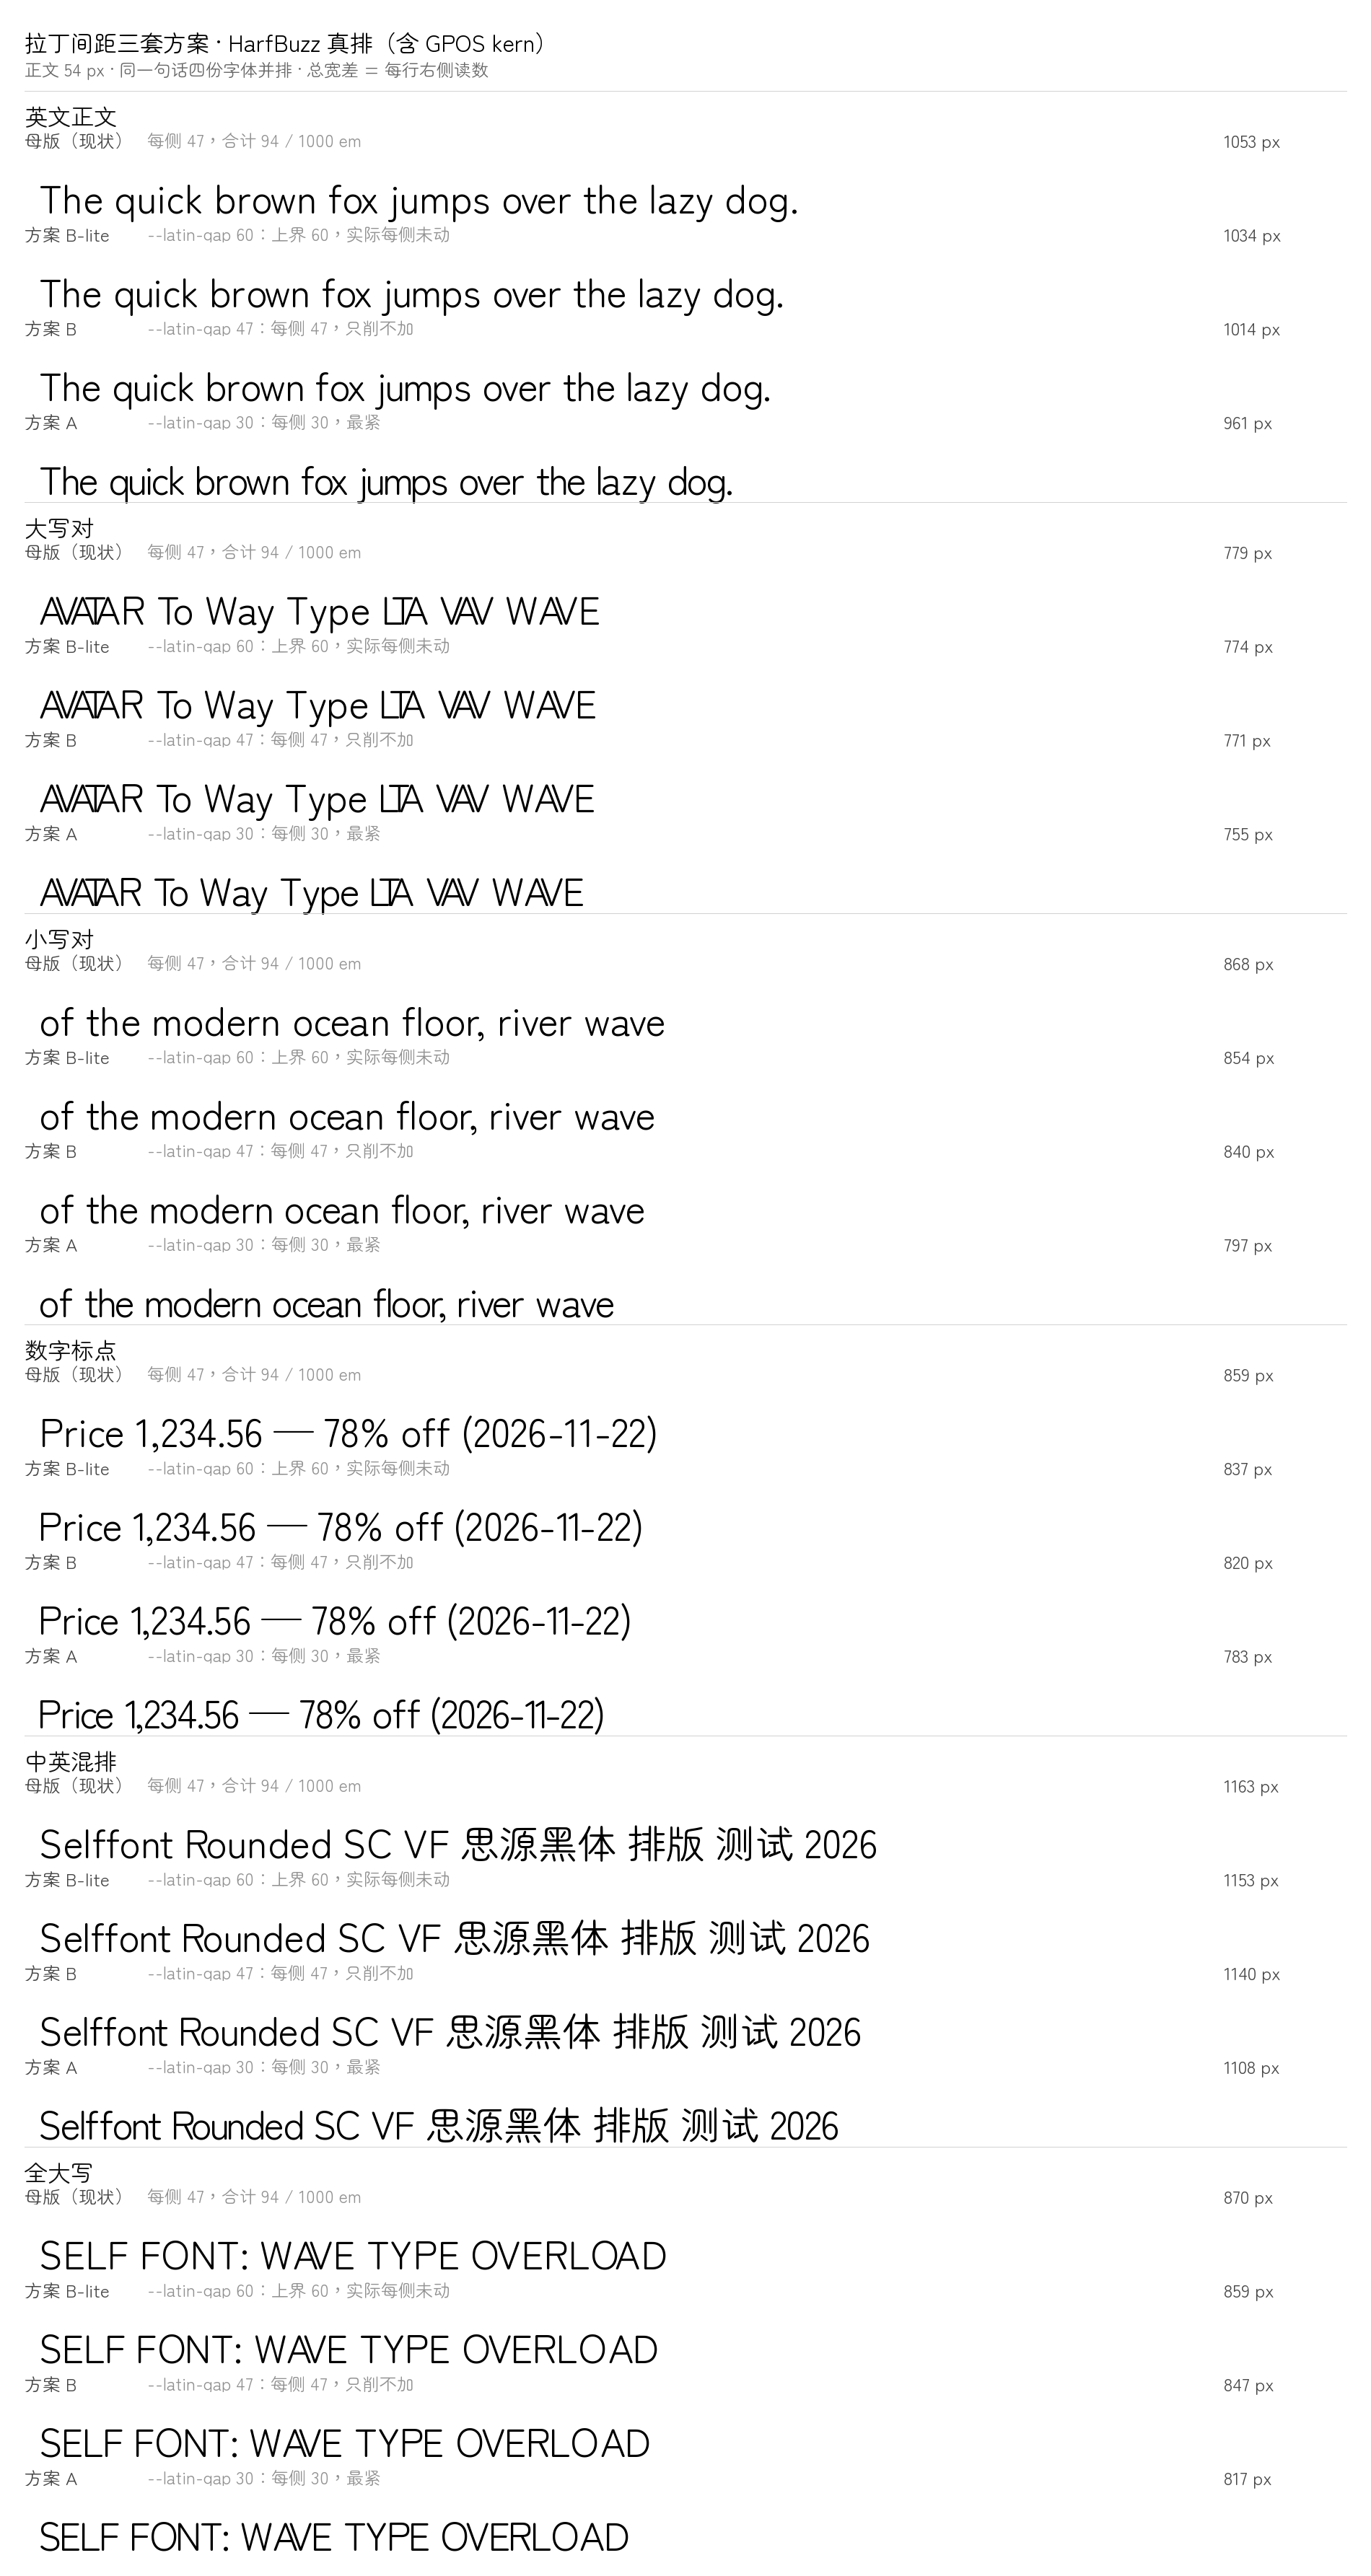 拉丁间距三套方案 · HarfBuzz 真排（含 GPOS kern）
正文 54 px · 同一句话四份字体并排 · 总宽差 = 每行右侧读数
英文正文
母版（现状） 每侧 47，合计 94 / 1000 em 1053 px
The quick brown fox jumps over the lazy dog.
方案 B-lite --latin-gap 60：上界 60，实际每侧未动 1034 px
The quick brown fox jumps over the lazy dog.
方案 B --latin-gap 47：每侧 47，只削不加 1014 px
The quick brown fox jumps over the lazy dog.
方案 A --latin-gap 30：每侧 30，最紧 961 px
The quick brown fox jumps over the lazy dog.
大写对
母版（现状） 每侧 47，合计 94 / 1000 em 779 px
AVATAR To Way Type LTA VAV WAVE
方案 B-lite --latin-gap 60：上界 60，实际每侧未动 774 px
AVATAR To Way Type LTA VAV WAVE
方案 B --latin-gap 47：每侧 47，只削不加 771 px
AVATAR To Way Type LTA VAV WAVE
方案 A --latin-gap 30：每侧 30，最紧 755 px
AVATAR To Way Type LTA VAV WAVE
小写对
母版（现状） 每侧 47，合计 94 / 1000 em 868 px
of the modern ocean floor, river wave
方案 B-lite --latin-gap 60：上界 60，实际每侧未动 854 px
of the modern ocean floor, river wave
方案 B --latin-gap 47：每侧 47，只削不加 840 px
of the modern ocean floor, river wave
方案 A --latin-gap 30：每侧 30，最紧 797 px
of the modern ocean floor, river wave
数字标点
母版（现状） 每侧 47，合计 94 / 1000 em 859 px
Price 1,234.56 — 78% off (2026-11-22)
方案 B-lite --latin-gap 60：上界 60，实际每侧未动 837 px
Price 1,234.56 — 78% off (2026-11-22)
方案 B --latin-gap 47：每侧 47，只削不加 820 px
Price 1,234.56 — 78% off (2026-11-22)
方案 A --latin-gap 30：每侧 30，最紧 783 px
Price 1,234.56 — 78% off (2026-11-22)
中英混排
母版（现状） 每侧 47，合计 94 / 1000 em 1163 px
Selffont Rounded SC VF 思源黑体 排版 测试 2026
方案 B-lite --latin-gap 60：上界 60，实际每侧未动 1153 px
Selffont Rounded SC VF 思源黑体 排版 测试 2026
方案 B --latin-gap 47：每侧 47，只削不加 1140 px
Selffont Rounded SC VF 思源黑体 排版 测试 2026
方案 A --latin-gap 30：每侧 30，最紧 1108 px
Selffont Rounded SC VF 思源黑体 排版 测试 2026
全大写
母版（现状） 每侧 47，合计 94 / 1000 em 870 px
SELF FONT: WAVE TYPE OVERLOAD
方案 B-lite --latin-gap 60：上界 60，实际每侧未动 859 px
SELF FONT: WAVE TYPE OVERLOAD
方案 B --latin-gap 47：每侧 47，只削不加 847 px
SELF FONT: WAVE TYPE OVERLOAD
方案 A --latin-gap 30：每侧 30，最紧 817 px
SELF FONT: WAVE TYPE OVERLOAD